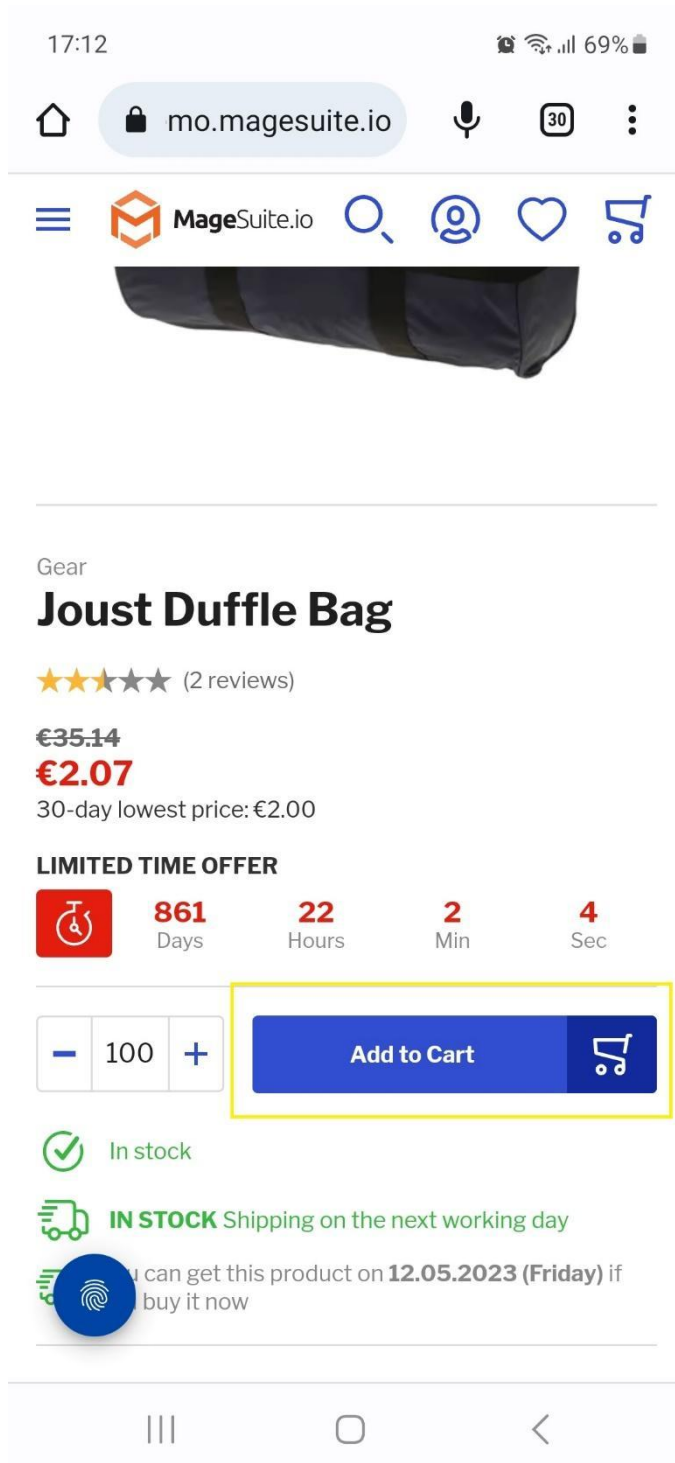 17:12 69%
mo.magesuite.io 30
MageSuite.io
Gear
Joust Duffle Bag
(2 reviews)
€35.14
€2.07
30-day lowest price: €2.00
LIMITED TIME OFFER
861 22 2 4
Days Hours Min Sec
− 100 + Add to Cart
In stock
IN STOCK Shipping on the next working day
can get this product on 12.05.2023 (Friday) if
buy it now